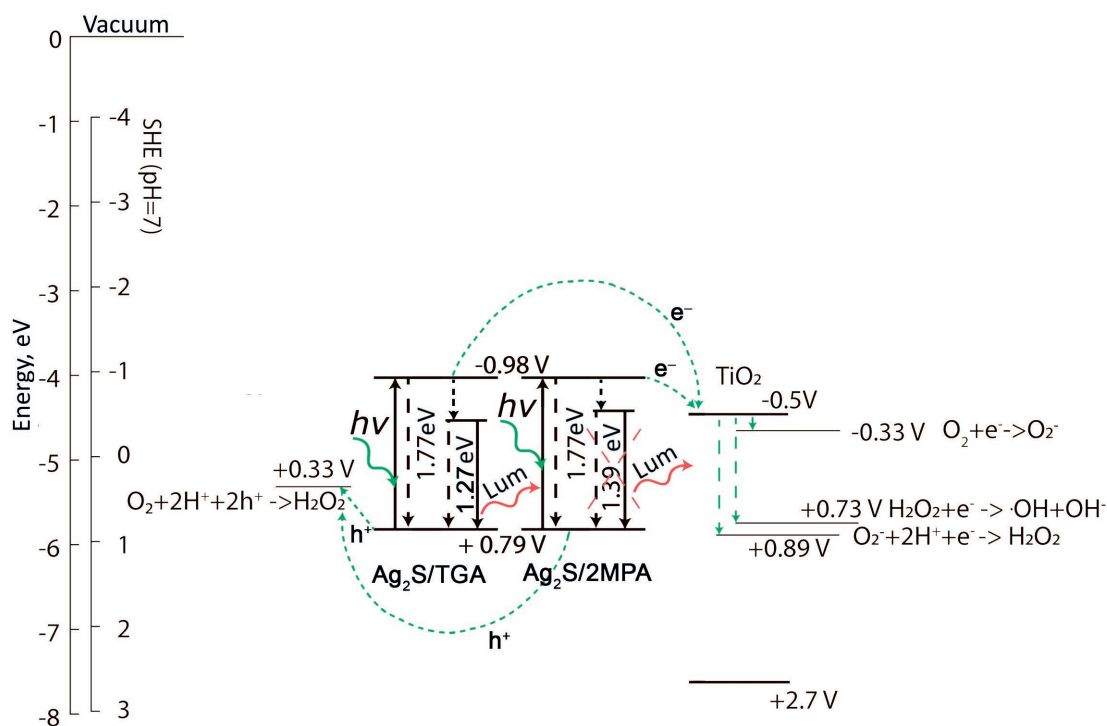 Vacuum
0
-1
-2
-3
-4
-5
-6
-7
-8
Energy, eV
-4
-3
-2
-1
0
1
2
3
SHE (pH=7)
e⁻
-0.98 V
e⁻
TiO₂
-0.5V
hν
1.77eV
1.27eV
Lum
hν
1.77eV
1.39 eV
Lum
-0.33 V O₂+e⁻->O₂⁻
+0.33 V
O₂+2H⁺+2h⁺ ->H₂O₂
h⁺
+ 0.79 V
+0.73 V H₂O₂+e⁻ -> ·OH+OH⁻
O₂⁻+2H⁺+e⁻ -> H₂O₂
+0.89 V
Ag₂S/TGA
Ag₂S/2MPA
h⁺
+2.7 V